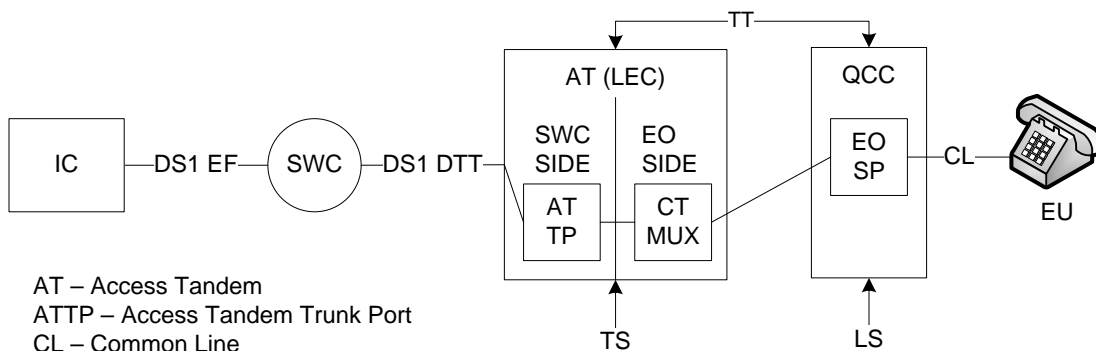 TT
AT (LEC)
QCC
SWC
SIDE
EO
SIDE
IC
DS1 EF
SWC
DS1 DTT
AT
TP
CT
MUX
EO
SP
CL
EU
AT – Access Tandem
ATTP – Access Tandem Trunk Port
CL – Common Line
TS
LS